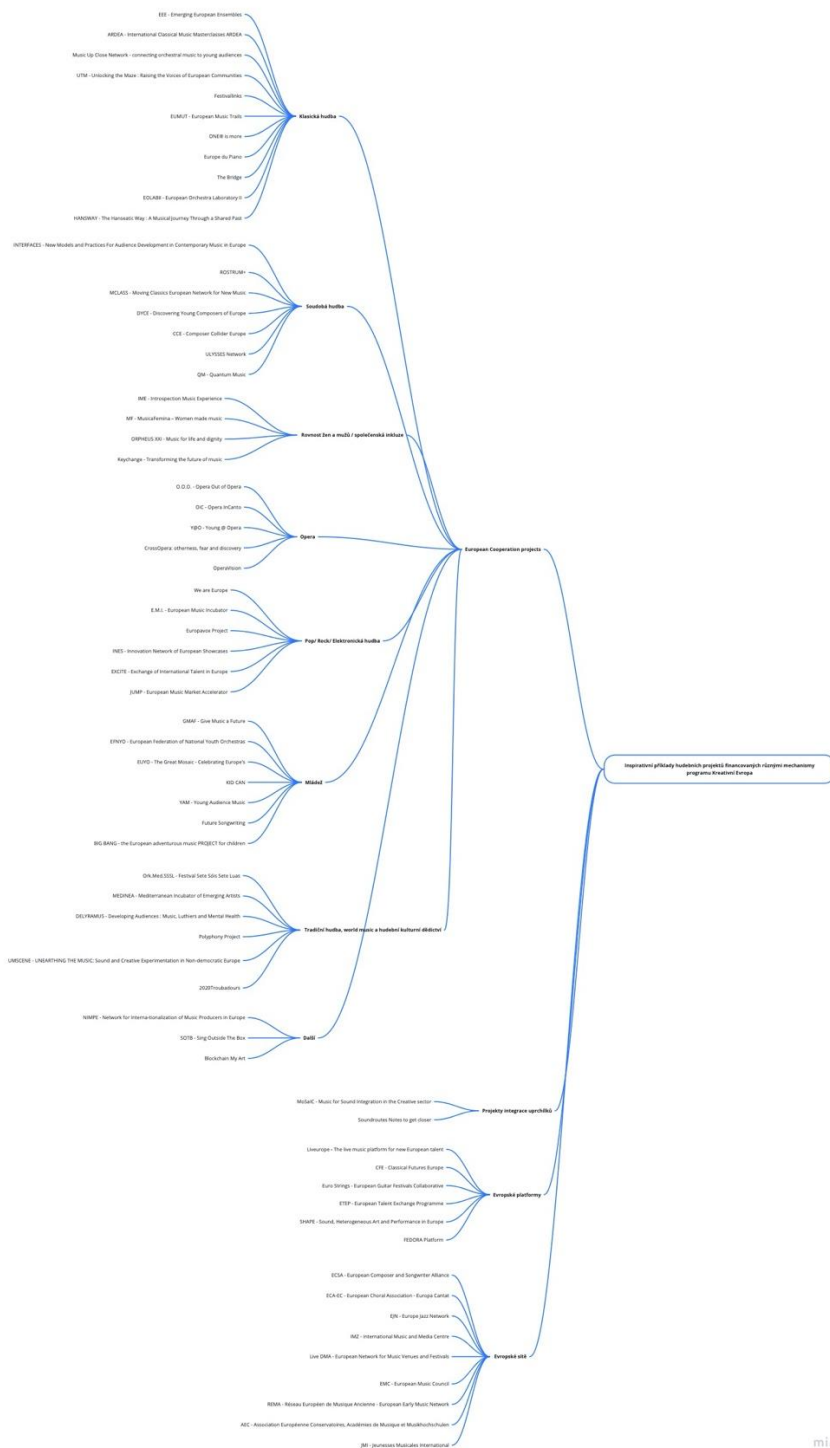 EEE - Emerging European Ensembles
ARDEA - International Classical Music Masterclasses ARDEA
Music Up Close Network - connecting orchestral music to young audiences
UTM - Unlocking the Maze : Raising the Voices of European Communities
Festivallinks
EUMUT - European Music Trails
ONE® is more
Europe du Piano
The Bridge
EOLAB II - European Orchestra Laboratory II
HANSWAY - The Hanseatic Way : A Musical Journey Through a Shared Past
Klasická hudba
INTERFACES - New Models and Practices For Audience Development in Contemporary Music in Europe
ROSTRUM+
MCLASS - Moving Classics European Network for New Music
DYCE - Discovering Young Composers of Europe
CCE - Composer Collider Europe
ULYSSES Network
QM - Quantum Music
Soudobá hudba
IME - Introspection Music Experience
MF - MusicaFemina – Women made music
ORPHEUS XXI - Music for life and dignity
Keychange - Transforming the future of music
Rovnost žen a mužů / společenská inkluze
O.O.O. - Opera Out of Opera
OIC - Opera InCanto
Y@O - Young @ Opera
CrossOpera: otherness, fear and discovery
OperaVision
Opera
European Cooperation projects
We are Europe
E.M.I. - European Music Incubator
Europavox Project
INES - Innovation Network of European Showcases
EXCITE - Exchange of International Talent in Europe
JUMP - European Music Market Accelerator
Pop/ Rock/ Elektronická hudba
GMAF - Give Music a Future
EFNYO - European Federation of National Youth Orchestras
EUYO - The Great Mosaic - Celebrating Europe's
KID CAN
YAM - Young Audience Music
Future Songwriting
BIG BANG - the European adventurous music PROJECT for children
Mládež
Inspirativní příklady hudebních projektů financovaných různými mechanismy
programu Kreativní Evropa
Ork.Med.SSSL - Festival Sete Sóis Sete Luas
MEDINEA - Mediterranean Incubator of Emerging Artists
DELYRAMUS - Developing Audiences : Music, Luthiers and Mental Health
Polyphony Project
UMSCENE - UNEARTHING THE MUSIC: Sound and Creative Experimentation in Non-democratic Europe
2020Troubadours
Tradiční hudba, world music a hudební kulturní dědictví
NIMPE - Network for Interna-tionalization of Music Producers in Europe
SOTB - Sing Outside The Box
Blockchain My Art
Další
MoSaIC - Music for Sound Integration in the Creative sector
Soundroutes Notes to get closer
Projekty integrace uprchlíků
Liveurope – The live music platform for new European talent
CFE - Classical Futures Europe
Euro Strings - European Guitar Festivals Collaborative
ETEP - European Talent Exchange Programme
SHAPE - Sound, Heterogeneous Art and Performance in Europe
FEDORA Platform
Evropské platformy
ECSA - European Composer and Songwriter Alliance
ECA-EC - European Choral Association - Europa Cantat
EJN - Europe Jazz Network
IMZ - International Music and Media Centre
Live DMA - European Network for Music Venues and Festivals
EMC - European Music Council
REMA - Réseau Européen de Musique Ancienne - European Early Music Network
AEC - Association Européenne Conservatoires, Académies de Musique et Musikhochschulen
JMI - Jeunesses Musicales International
Evropské sítě
mi